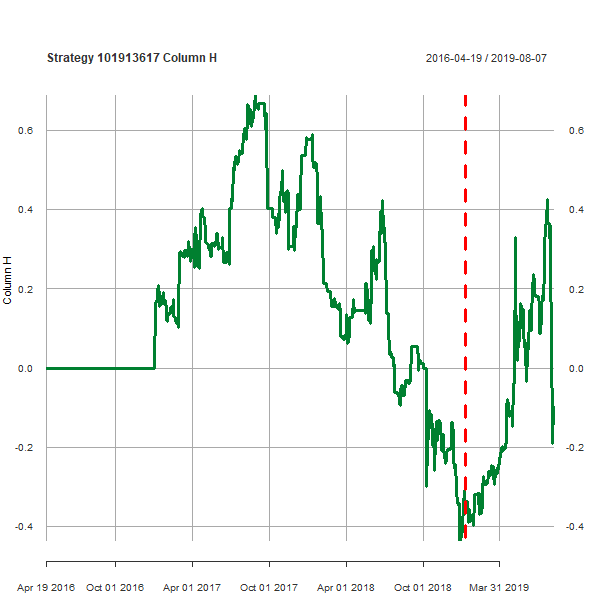 Strategy 101913617 Column H
2016-04-19 / 2019-08-07
0.6
0.4
0.2
0.0
-0.2
-0.4
Column H
0.6
0.4
0.2
0.0
-0.2
-0.4
Apr 19 2016
Oct 01 2016
Apr 01 2017
Oct 01 2017
Apr 01 2018
Oct 01 2018
Mar 31 2019